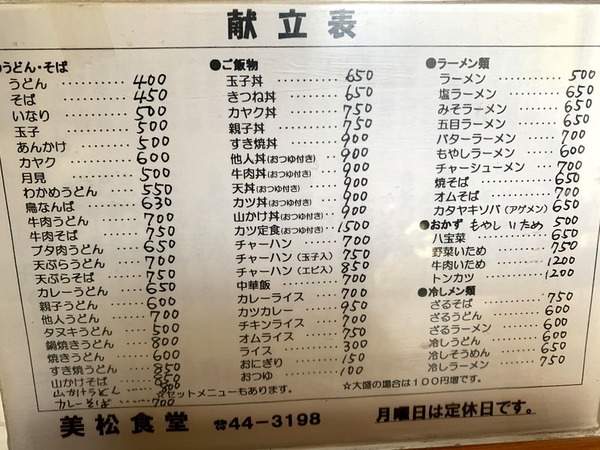 献立表
うどん・そば
うどん 400
そば 450
いなり 500
玉子 500
あんかけ 500
カヤク 600
月見 500
わかめうどん 550
鳥なんば 630
牛肉うどん 700
牛肉そば 750
ブタ肉うどん 650
天ぷらうどん 700
天ぷらそば 750
カレーうどん 650
親子うどん 600
他人うどん 700
タヌキうどん 500
鍋焼きうどん 800
焼きうどん 600
すき焼うどん 850
山かけそば 850
山かけうどん
カレーそば 700
●ご飯物
玉子丼 650
きつね丼 650
カヤク丼 750
親子丼 750
すき焼丼 900
他人丼(おつゆ付き) 900
牛肉丼(おつゆ付き) 900
天丼(おつゆ付き) 900
カツ丼(おつゆ付き) 900
山かけ丼(おつゆ付き) 900
カツ定食(おつゆ付き) 1500
チャーハン 700
チャーハン(玉子入) 750
チャーハン(エビ入) 850
中華飯 700
カレーライス 700
カツカレー 950
チキンライス 700
オムライス 750
ライス 300
おにぎり 150
おつゆ 100
☆セットメニューもあります。
●ラーメン類
ラーメン 500
塩ラーメン 650
みそラーメン 650
五目ラーメン 650
バターラーメン 700
もやしラーメン 600
チャーシューメン 700
焼そば 650
オムそば 700
カタヤキソバ(アゲメン) 650
●おかず もやしいため 500
八宝菜 650
野菜いため 750
牛肉いため 1200
トンカツ 1200
●冷しメン類
ざるそば 750
ざるうどん 600
ざるラーメン 600
冷しうどん 600
冷しそうめん 650
冷しラーメン 750
☆大盛の場合は100円増です。
美松食堂 ☎44-3198 月曜日は定休日です。